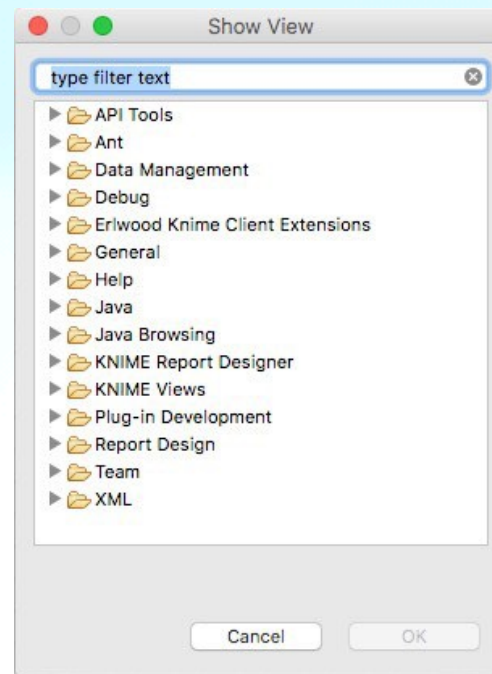 Show View
type filter text
API Tools
Ant
Data Management
Debug
Erlwood Knime Client Extensions
General
Help
Java
Java Browsing
KNIME Report Designer
KNIME Views
Plug-in Development
Report Design
Team
XML
Cancel OK